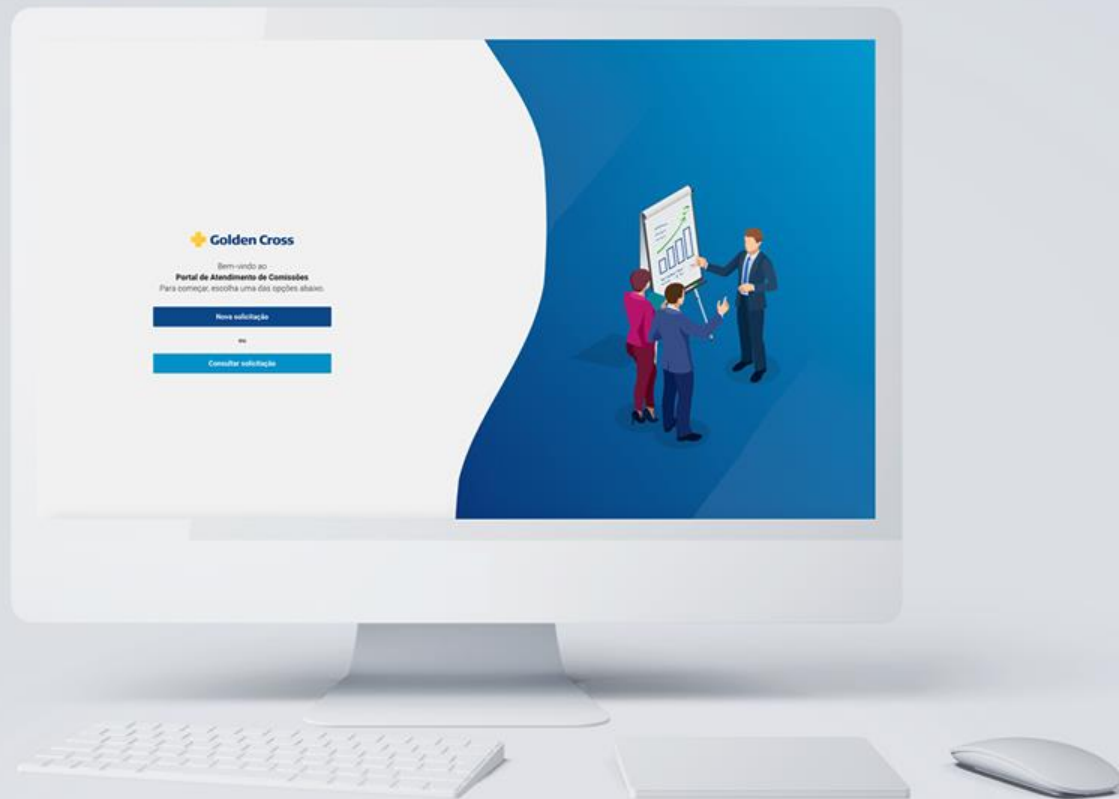 Golden Cross
Bem-vindo ao
Portal de Atendimento de Comissões
Para começar, escolha uma das opções abaixo.
Nova solicitação
ou
Consultar solicitação